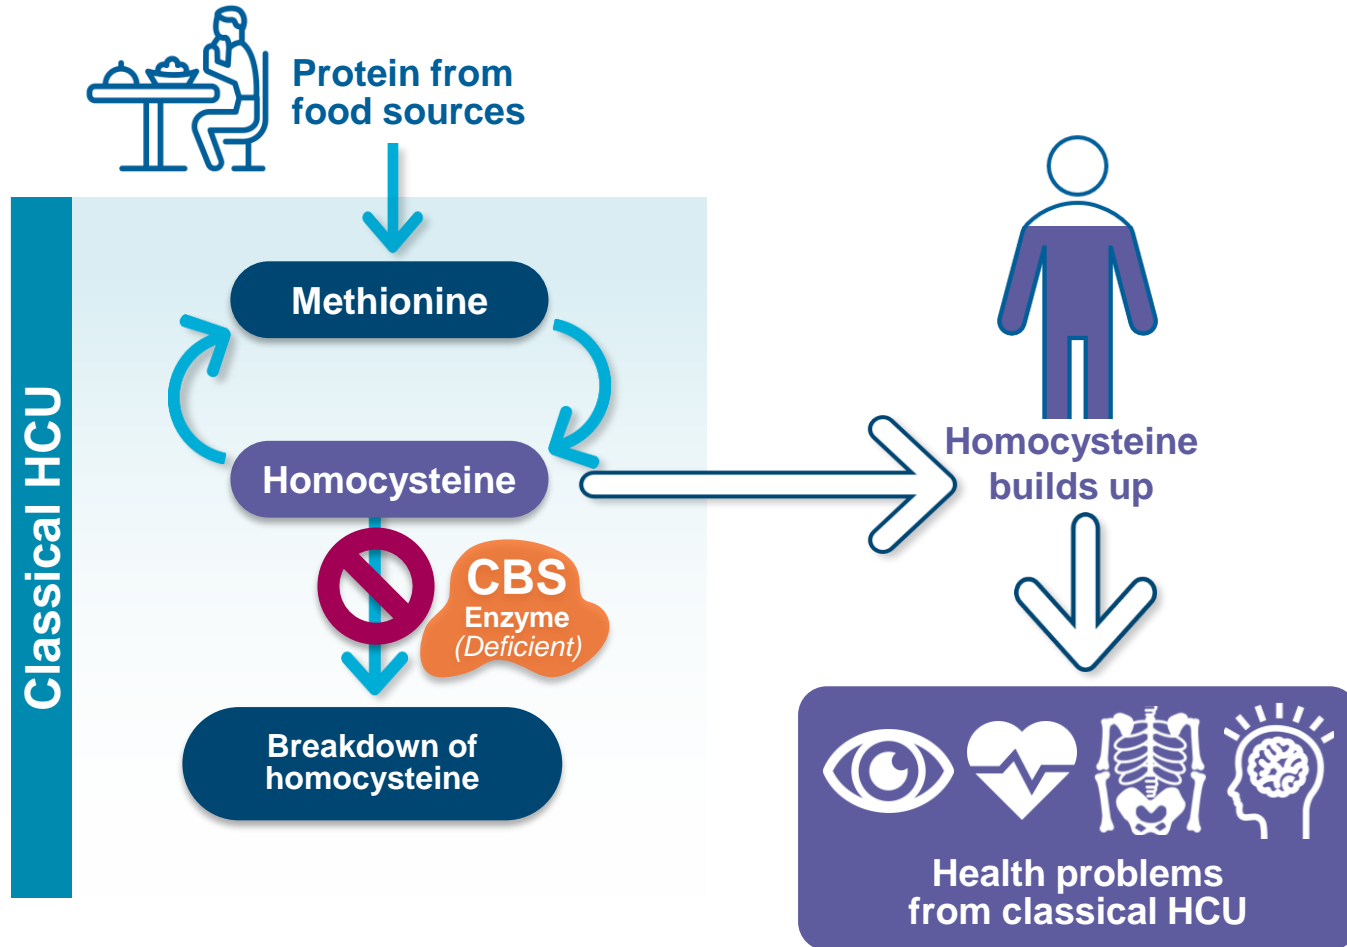 Protein from
food sources
Classical HCU
Methionine
Homocysteine
CBS
Enzyme
(Deficient)
Breakdown of
homocysteine
Homocysteine
builds up
Health problems
from classical HCU